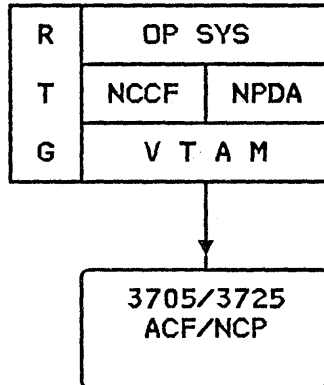 R OP SYS
T NCCF NPDA
G V T A M
3705/3725
ACF/NCP